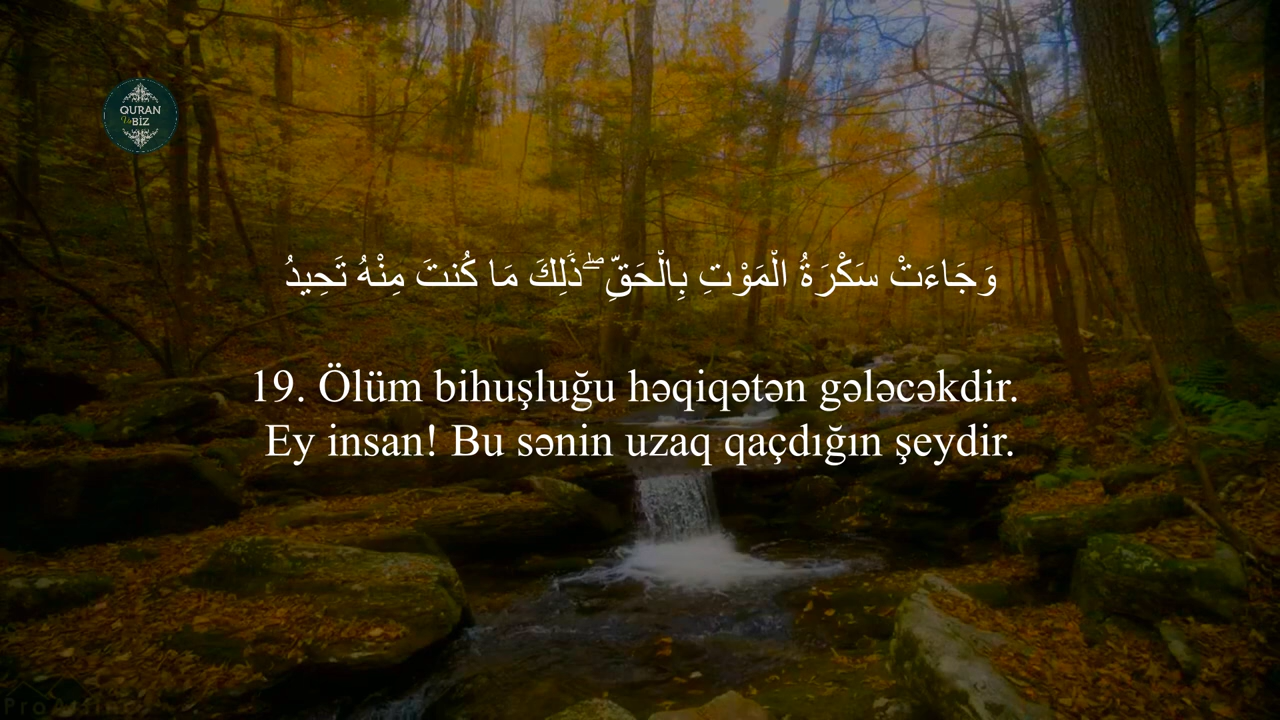 QURAN
Və BİZ
وَجَاءَتْ سَكْرَةُ الْمَوْتِ بِالْحَقِّ ۖ ذَٰلِكَ مَا كُنتَ مِنْهُ تَحِيدُ
19. Ölüm bihuşluğu həqiqətən gələcəkdir.
Ey insan! Bu sənin uzaq qaçdığın şeydir.